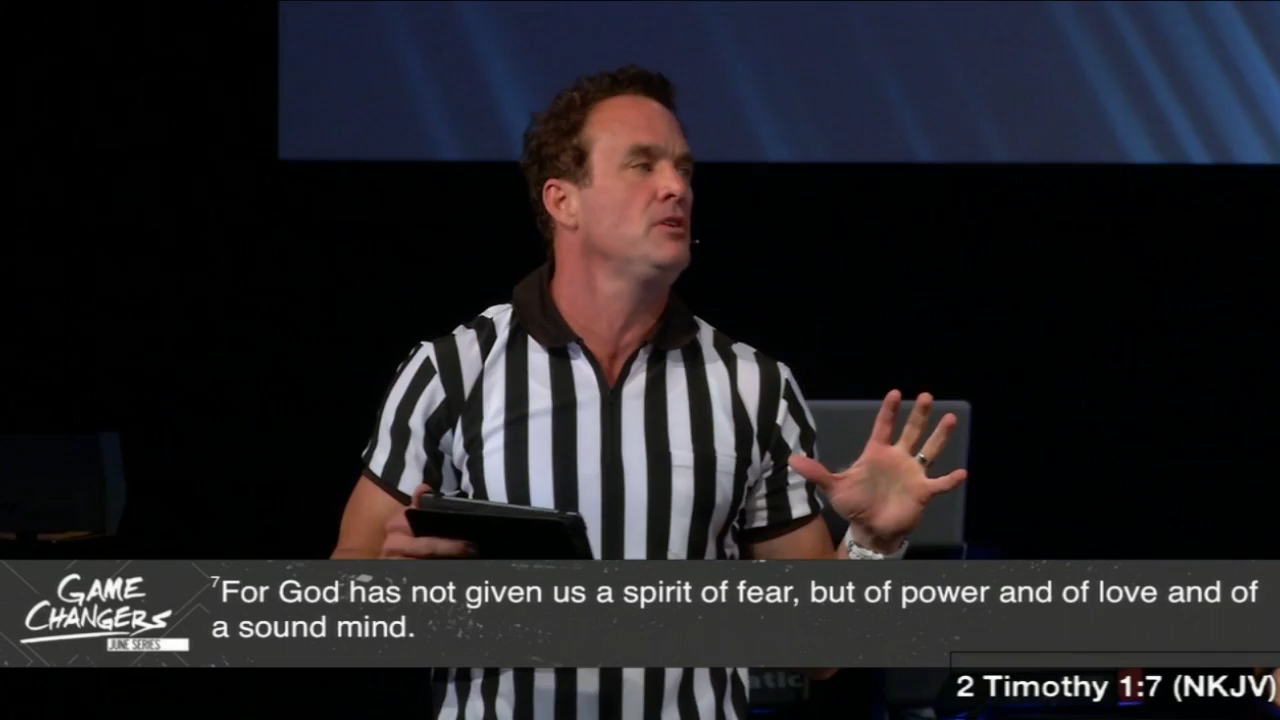 GAME
CHANGERS
JUNE SERIES
⁷For God has not given us a spirit of fear, but of power and of love and of
a sound mind.
2 Timothy 1:7 (NKJV)